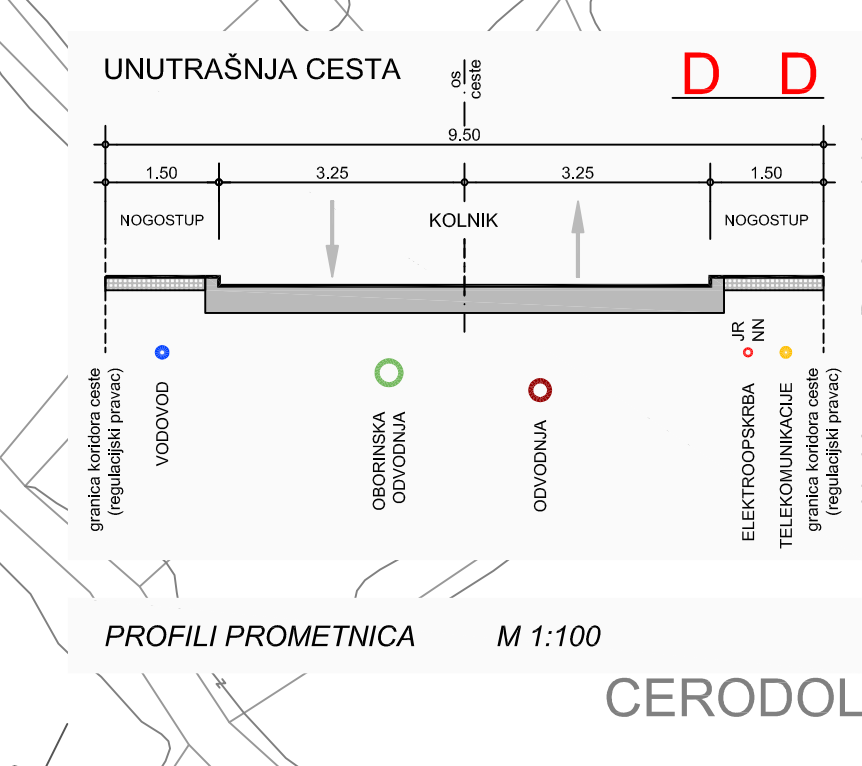 UNUTRAŠNJA CESTA
os
ceste
D D
9.50
1.50 3.25 3.25 1.50
NOGOSTUP KOLNIK NOGOSTUP
JR
NN
granica koridora ceste
(regulacijski pravac)
VODOVOD
OBORINSKA
ODVODNJA
ODVODNJA
ELEKTROOPSKRBA
TELEKOMUNIKACIJE
granica koridora ceste
(regulacijski pravac)
PROFILI PROMETNICA M 1:100
CERODOL